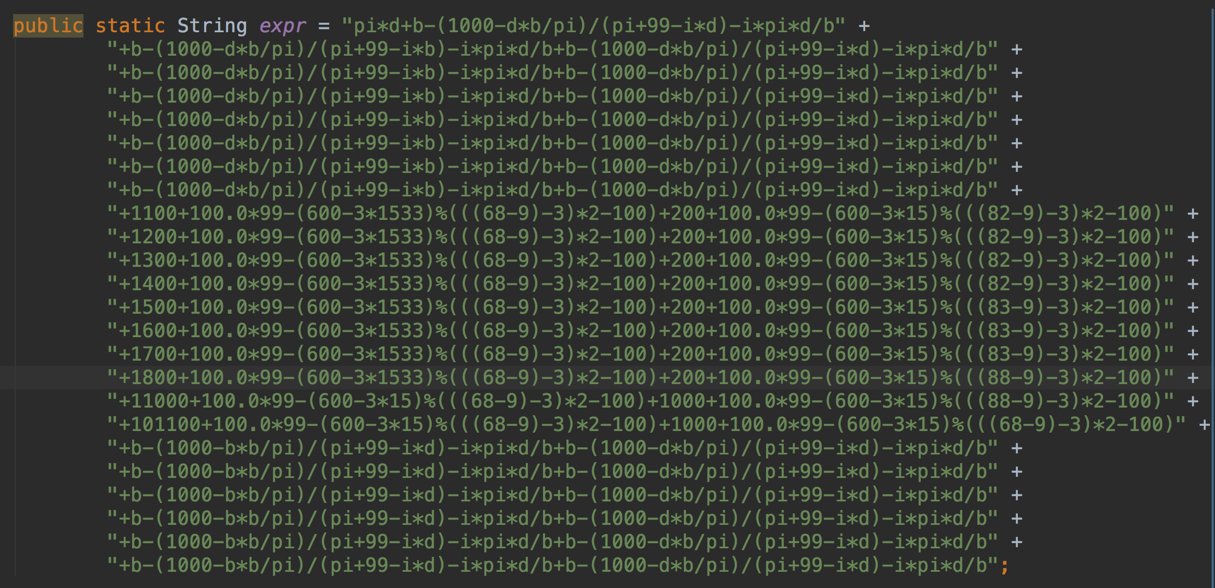 public static String expr = "pi*d+b-(1000-d*b/pi)/(pi+99-i*d)-i*pi*d/b" +
"+b-(1000-d*b/pi)/(pi+99-i*b)-i*pi*d/b+b-(1000-d*b/pi)/(pi+99-i*d)-i*pi*d/b" +
"+b-(1000-d*b/pi)/(pi+99-i*b)-i*pi*d/b+b-(1000-d*b/pi)/(pi+99-i*d)-i*pi*d/b" +
"+b-(1000-d*b/pi)/(pi+99-i*b)-i*pi*d/b+b-(1000-d*b/pi)/(pi+99-i*d)-i*pi*d/b" +
"+b-(1000-d*b/pi)/(pi+99-i*b)-i*pi*d/b+b-(1000-d*b/pi)/(pi+99-i*d)-i*pi*d/b" +
"+b-(1000-d*b/pi)/(pi+99-i*b)-i*pi*d/b+b-(1000-d*b/pi)/(pi+99-i*d)-i*pi*d/b" +
"+b-(1000-d*b/pi)/(pi+99-i*b)-i*pi*d/b+b-(1000-d*b/pi)/(pi+99-i*d)-i*pi*d/b" +
"+b-(1000-d*b/pi)/(pi+99-i*b)-i*pi*d/b+b-(1000-d*b/pi)/(pi+99-i*d)-i*pi*d/b" +
"+1100+100.0*99-(600-3*1533)%(((68-9)-3)*2-100)+200+100.0*99-(600-3*15)%(((82-9)-3)*2-100)" +
"+1200+100.0*99-(600-3*1533)%(((68-9)-3)*2-100)+200+100.0*99-(600-3*15)%(((82-9)-3)*2-100)" +
"+1300+100.0*99-(600-3*1533)%(((68-9)-3)*2-100)+200+100.0*99-(600-3*15)%(((82-9)-3)*2-100)" +
"+1400+100.0*99-(600-3*1533)%(((68-9)-3)*2-100)+200+100.0*99-(600-3*15)%(((82-9)-3)*2-100)" +
"+1500+100.0*99-(600-3*1533)%(((68-9)-3)*2-100)+200+100.0*99-(600-3*15)%(((83-9)-3)*2-100)" +
"+1600+100.0*99-(600-3*1533)%(((68-9)-3)*2-100)+200+100.0*99-(600-3*15)%(((83-9)-3)*2-100)" +
"+1700+100.0*99-(600-3*1533)%(((68-9)-3)*2-100)+200+100.0*99-(600-3*15)%(((83-9)-3)*2-100)" +
"+1800+100.0*99-(600-3*1533)%(((68-9)-3)*2-100)+200+100.0*99-(600-3*15)%(((88-9)-3)*2-100)" +
"+11000+100.0*99-(600-3*15)%(((68-9)-3)*2-100)+1000+100.0*99-(600-3*15)%(((88-9)-3)*2-100)" +
"+101100+100.0*99-(600-3*15)%(((68-9)-3)*2-100)+1000+100.0*99-(600-3*15)%(((68-9)-3)*2-100)" +
"+b-(1000-b*b/pi)/(pi+99-i*d)-i*pi*d/b+b-(1000-d*b/pi)/(pi+99-i*d)-i*pi*d/b" +
"+b-(1000-b*b/pi)/(pi+99-i*d)-i*pi*d/b+b-(1000-d*b/pi)/(pi+99-i*d)-i*pi*d/b" +
"+b-(1000-b*b/pi)/(pi+99-i*d)-i*pi*d/b+b-(1000-d*b/pi)/(pi+99-i*d)-i*pi*d/b" +
"+b-(1000-b*b/pi)/(pi+99-i*d)-i*pi*d/b+b-(1000-d*b/pi)/(pi+99-i*d)-i*pi*d/b" +
"+b-(1000-b*b/pi)/(pi+99-i*d)-i*pi*d/b+b-(1000-d*b/pi)/(pi+99-i*d)-i*pi*d/b" +
"+b-(1000-b*b/pi)/(pi+99-i*d)-i*pi*d/b+b-(1000-d*b/pi)/(pi+99-i*d)-i*pi*d/b";